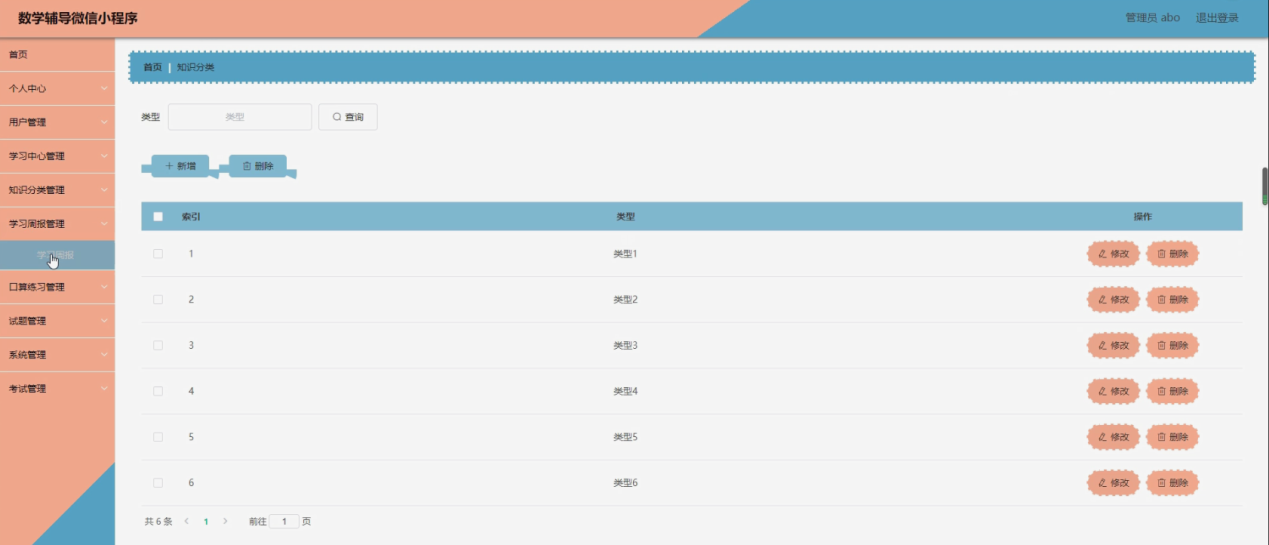 数学辅导微信小程序
管理员 abo 退出登录
首页
个人中心
用户管理
学习中心管理
知识分类管理
学习周报管理
口算练习管理
试题管理
系统管理
考试管理
首页 | 知识分类
类型 类型 查询
新增 删除
索引 类型 操作
1 类型1 修改 删除
2 类型2 修改 删除
3 类型3 修改 删除
4 类型4 修改 删除
5 类型5 修改 删除
6 类型6 修改 删除
共 6 条 1 前往 1 页